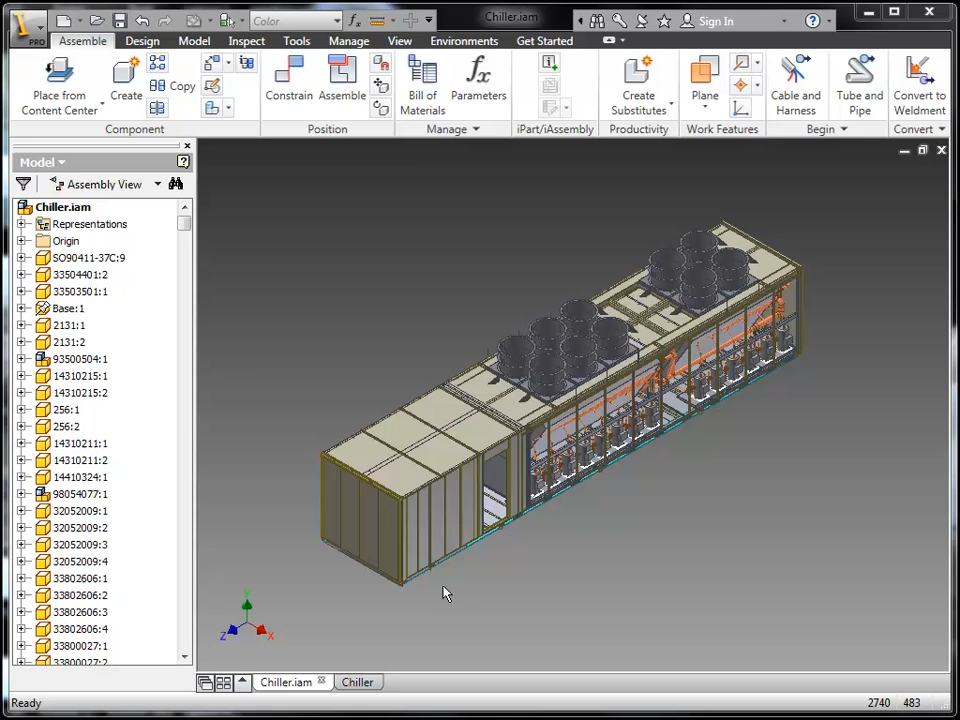 Color
Chiller.iam
Sign In
PRO
Assemble Design Model Inspect Tools Manage View Environments Get Started
Place from Content Center
Create
Copy
Constrain
Assemble
Bill of Materials
Parameters
Create Substitutes
Plane
Cable and Harness
Tube and Pipe
Convert to Weldment
Component Position Manage iPart/iAssembly Productivity Work Features Begin Convert
Model
Assembly View
Chiller.iam
Representations
Origin
SO90411-37C:9
33504401:2
33503501:1
Base:1
2131:1
2131:2
93500504:1
14310215:1
14310215:2
256:1
256:2
14310211:1
14310211:2
14410324:1
98054077:1
32052009:1
32052009:2
32052009:3
32052009:4
33802606:1
33802606:2
33802606:3
33802606:4
33800027:1
33800027:2
Y
Z
X
Chiller.iam
Chiller
Ready
2740
483